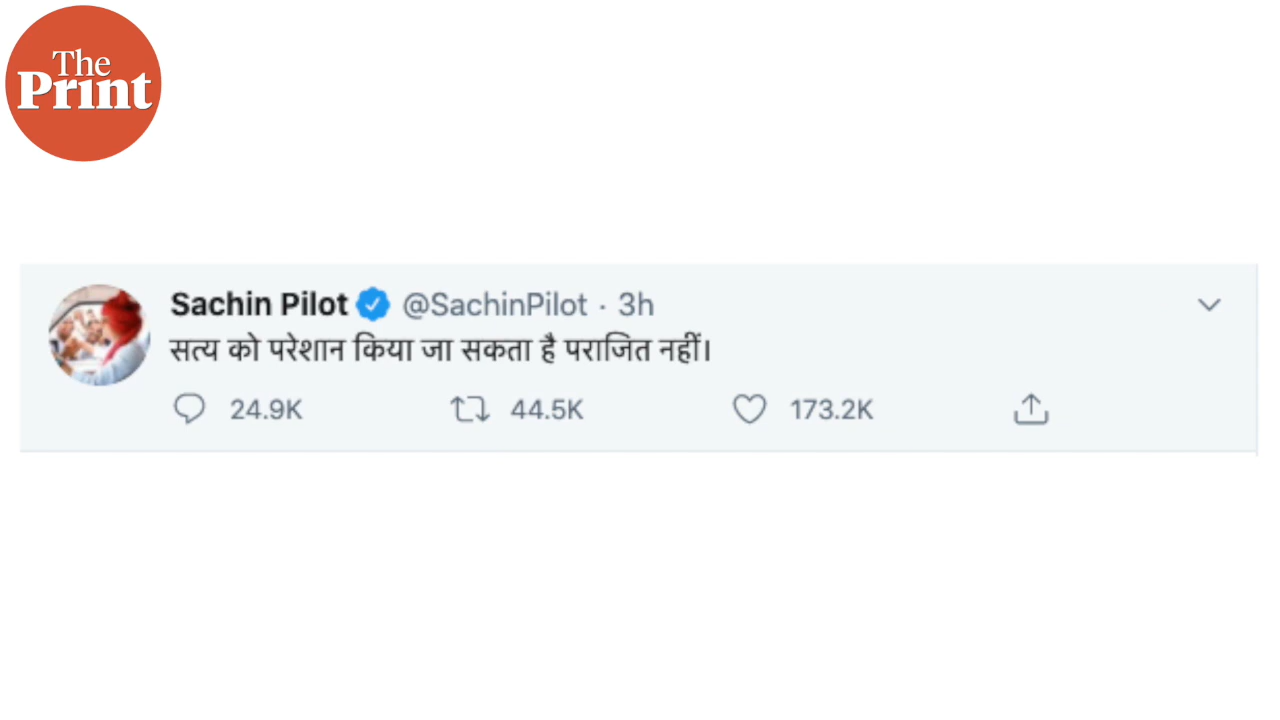 The
Print
Sachin Pilot @SachinPilot · 3h
सत्य को परेशान किया जा सकता है पराजित नहीं।
24.9K 44.5K 173.2K